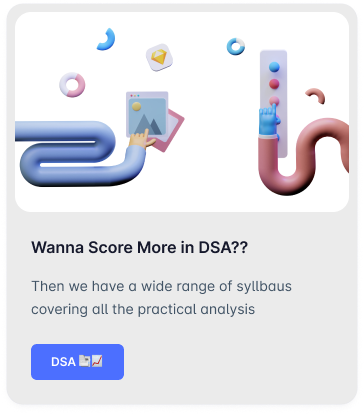 Wanna Score More in DSA??
Then we have a wide range of syllbaus
covering all the practical analysis
DSA